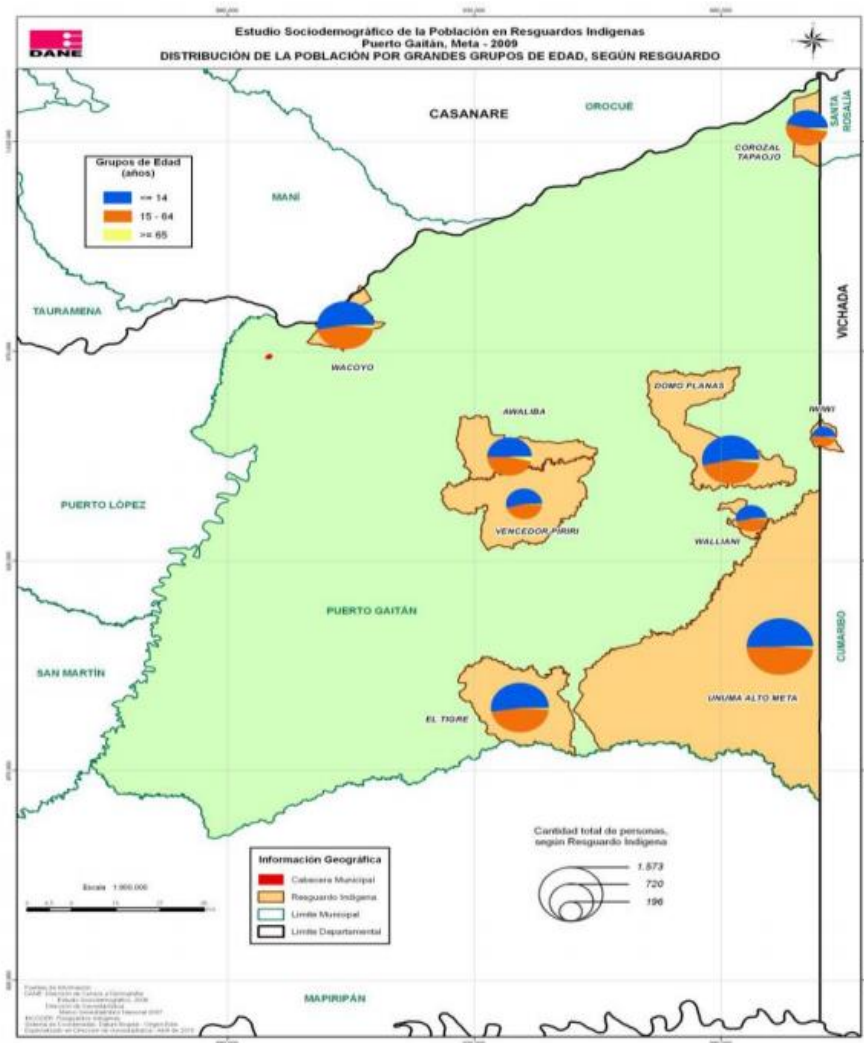 DANE
Estudio Sociodemográfico de la Población en Resguardos Indígenas
Puerto Gaitán, Meta - 2009
DISTRIBUCIÓN DE LA POBLACIÓN POR GRANDES GRUPOS DE EDAD, SEGÚN RESGUARDO
CASANARE
OROCUÉ
SANTA
ROSALÍA
COROZAL
TAPAOJO
Grupos de Edad
(años)
<= 14
15 - 64
>= 65
MANÍ
TAURAMENA
VICHADA
WACOYO
DOMO PLANAS
AWALIBA
IWIWI
PUERTO LÓPEZ
VENCEDOR PIRIRI
WALLIANI
PUERTO GAITÁN
CUMARIBO
SAN MARTÍN
UNUMA ALTO META
EL TIGRE
Cantidad total de personas,
según Resguardo Indígena
1.573
720
196
Información Geográfica
Cabecera Municipal
Resguardo Indígena
Límite Municipal
Límite Departamental
Escala
MAPIRIPÁN